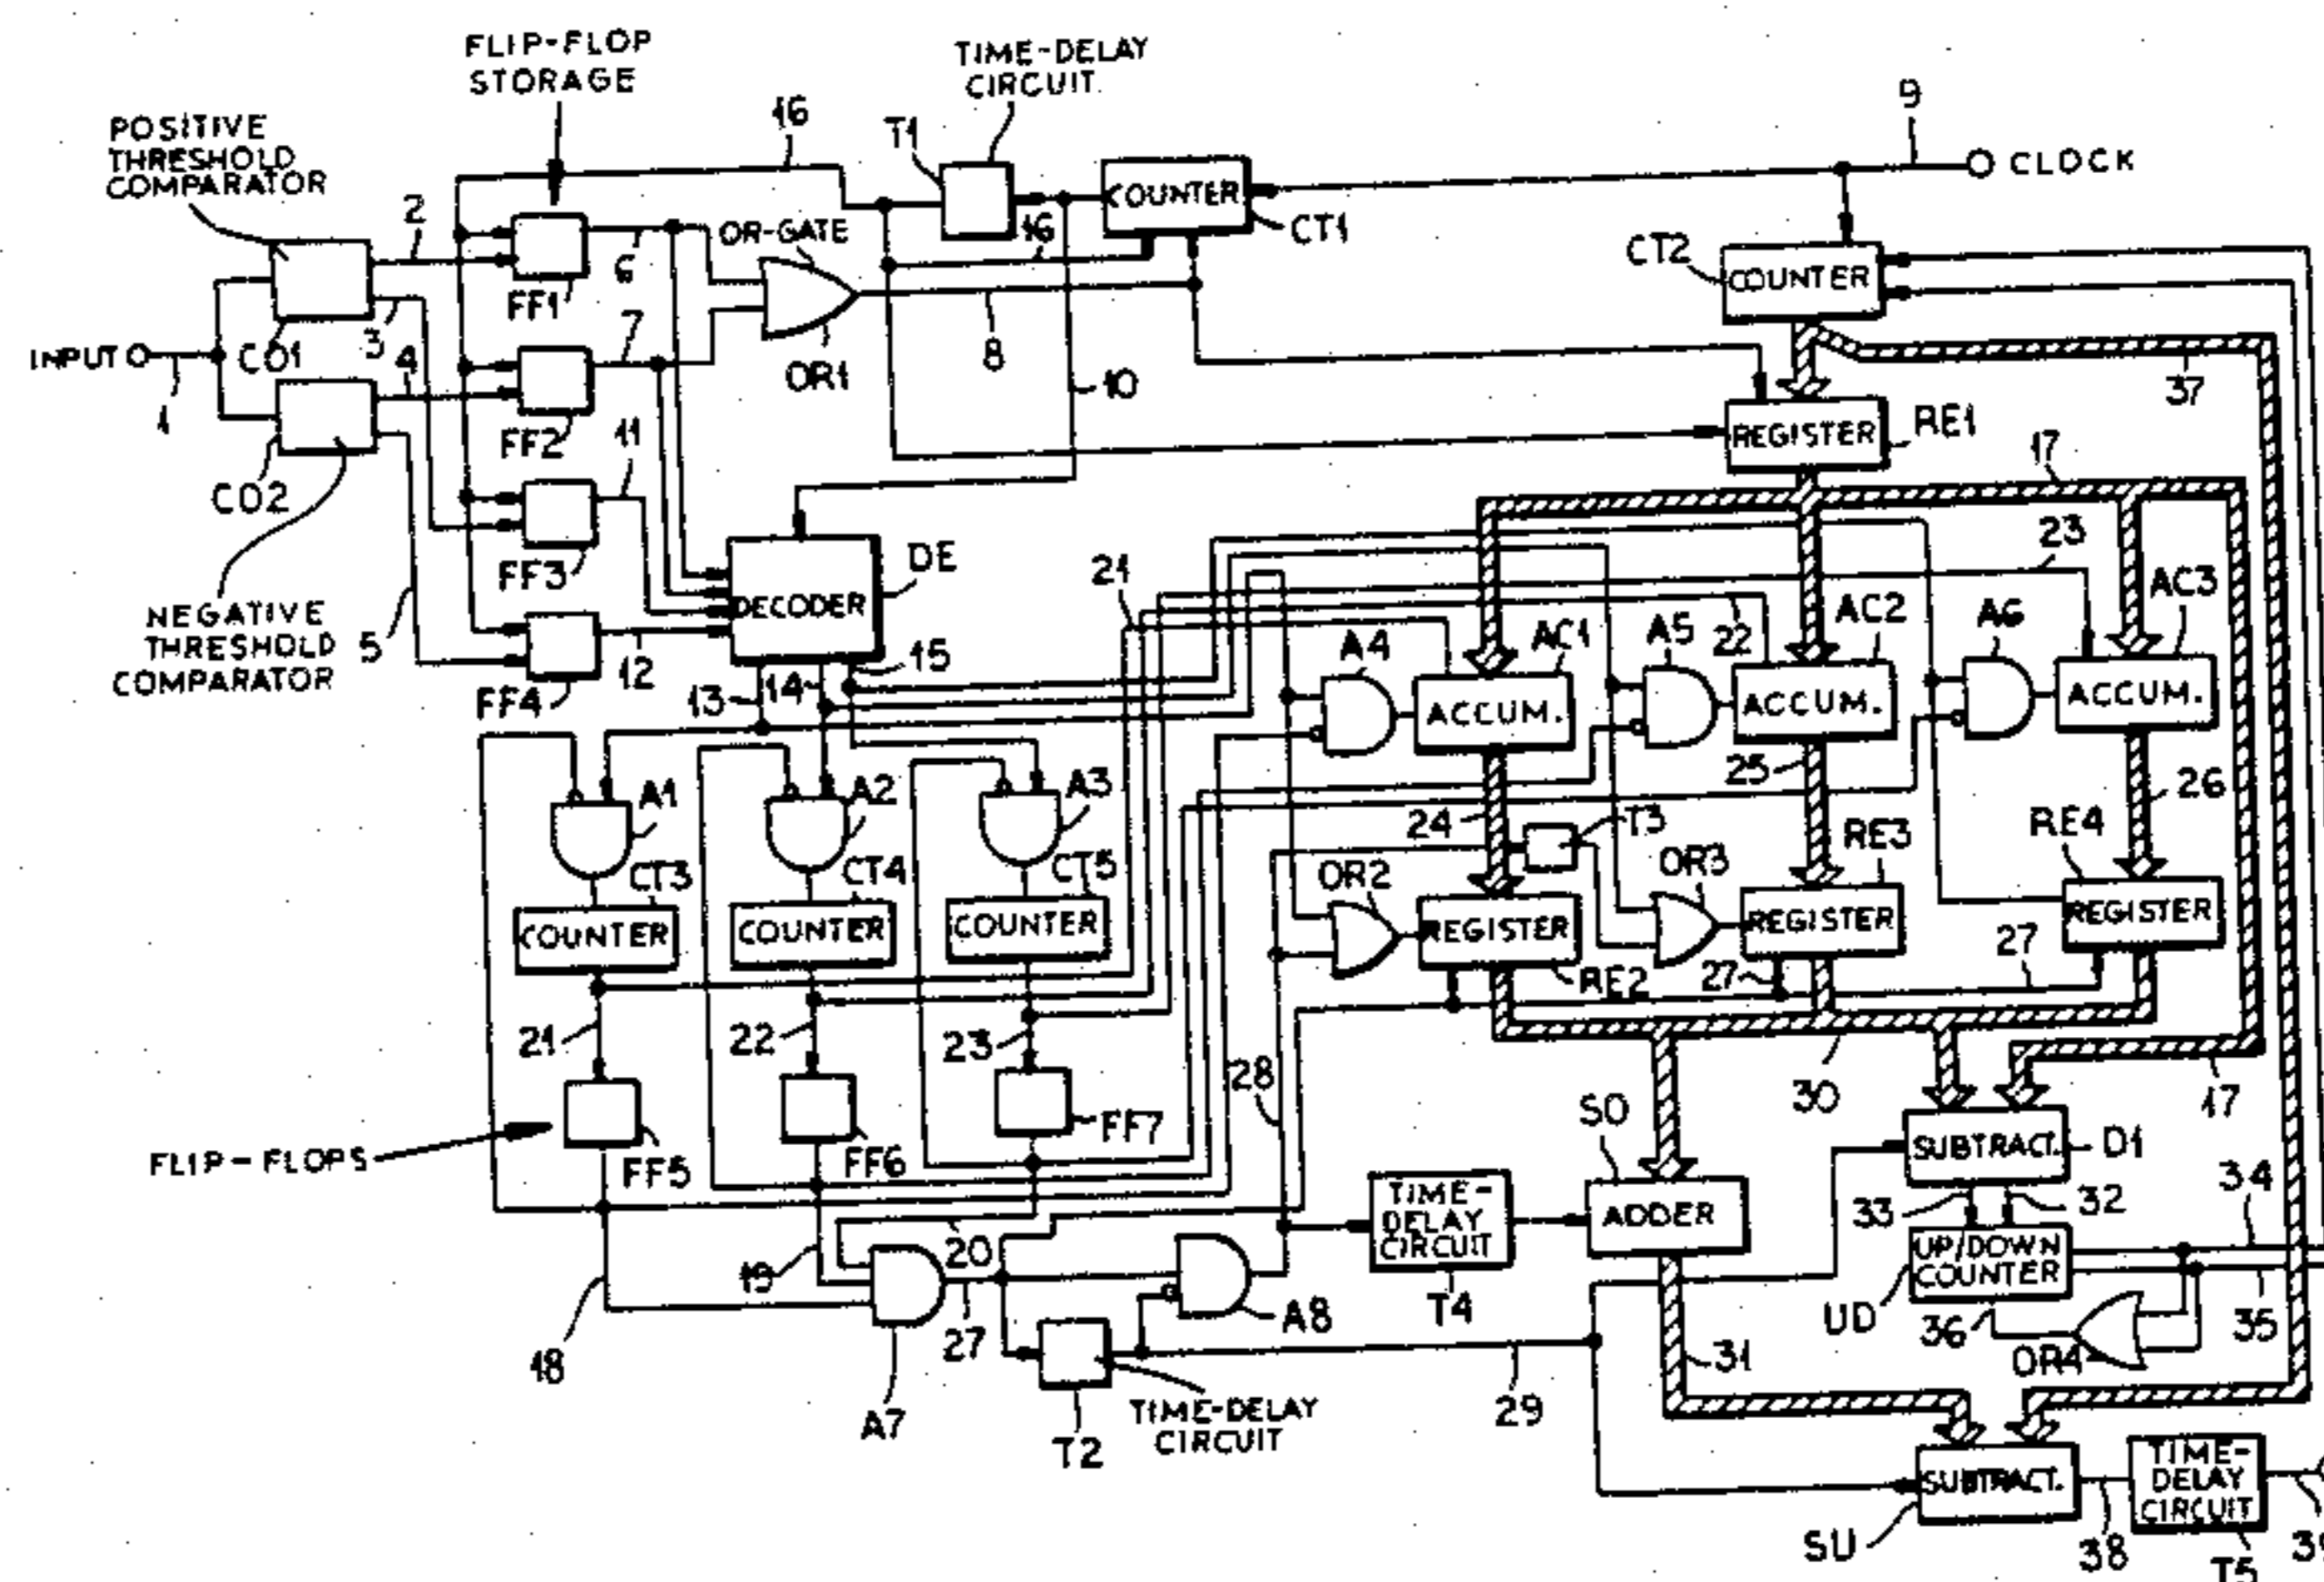 FLIP-FLOP
STORAGE
TIME-DELAY
CIRCUIT
POSITIVE
THRESHOLD
COMPARATOR
16
T1
9
CLOCK
COUNTER
CT1
16
2
6
OR-GATE
FF1
3
CO1
INPUT
1
4
7
OR1
8
10
CT2
COUNTER
37
FF2
11
CO2
REGISTER
RE1
17
FF3
DE
DECODER
21
23
NEGATIVE
THRESHOLD
COMPARATOR
5
12
FF4
13
14
15
A4
AC1
A5
22
AC2
A6
AC3
ACCUM.
ACCUM.
ACCUM.
A1
A2
A3
24
25
26
T3
CT3
CT4
CT5
OR2
OR3
RE3
RE4
COUNTER
COUNTER
COUNTER
REGISTER
REGISTER
REGISTER
RE2
27
27
21
22
23
28
30
17
SO
FLIP-FLOPS
FF5
FF6
FF7
TIME-
DELAY
CIRCUIT
ADDER
SUBTRACT.
D1
33
32
34
20
19
T4
UP/DOWN
COUNTER
UD
36
35
OR4
18
27
A8
31
A7
T2
TIME-DELAY
CIRCUIT
29
SUBTRACT.
TIME-
DELAY
CIRCUIT
SU
38
T5